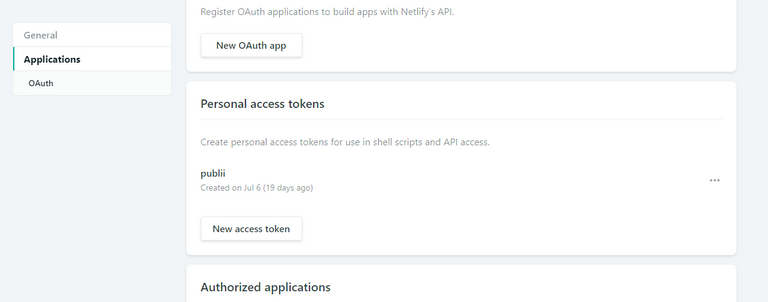 Register OAuth applications to build apps with Netlify's API.
General
New OAuth app
Applications
OAuth
Personal access tokens
Create personal access tokens for use in shell scripts and API access.
publii
Created on Jul 6 (19 days ago)
New access token
Authorized applications